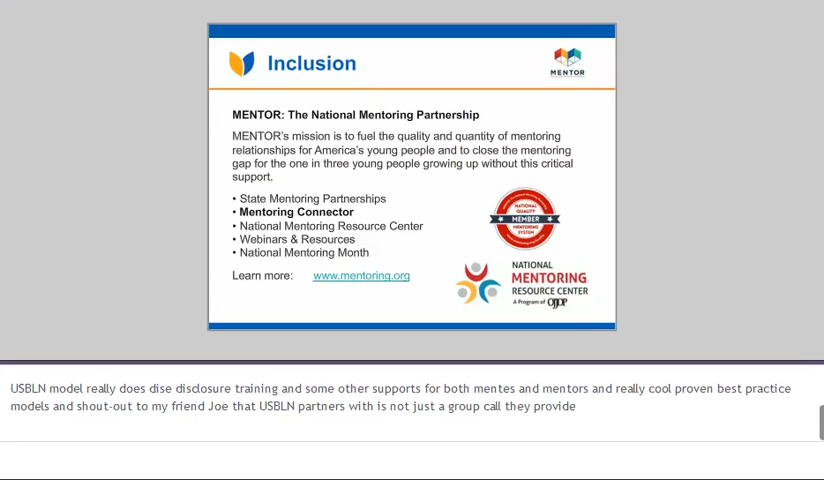 Inclusion
MENTOR
MENTOR: The National Mentoring Partnership
MENTOR's mission is to fuel the quality and quantity of mentoring
relationships for America's young people and to close the mentoring
gap for the one in three young people growing up without this critical
support.
• State Mentoring Partnerships
• Mentoring Connector
• National Mentoring Resource Center
• Webinars & Resources
• National Mentoring Month
Learn more: www.mentoring.org
NATIONAL
QUALITY
MEMBER
MENTORING
SYSTEM
NATIONAL
MENTORING
RESOURCE CENTER
A Program of OJJDP
USBLN model really does dise disclosure training and some other supports for both mentes and mentors and really cool proven best practice
models and shout-out to my friend Joe that USBLN partners with is not just a group call they provide